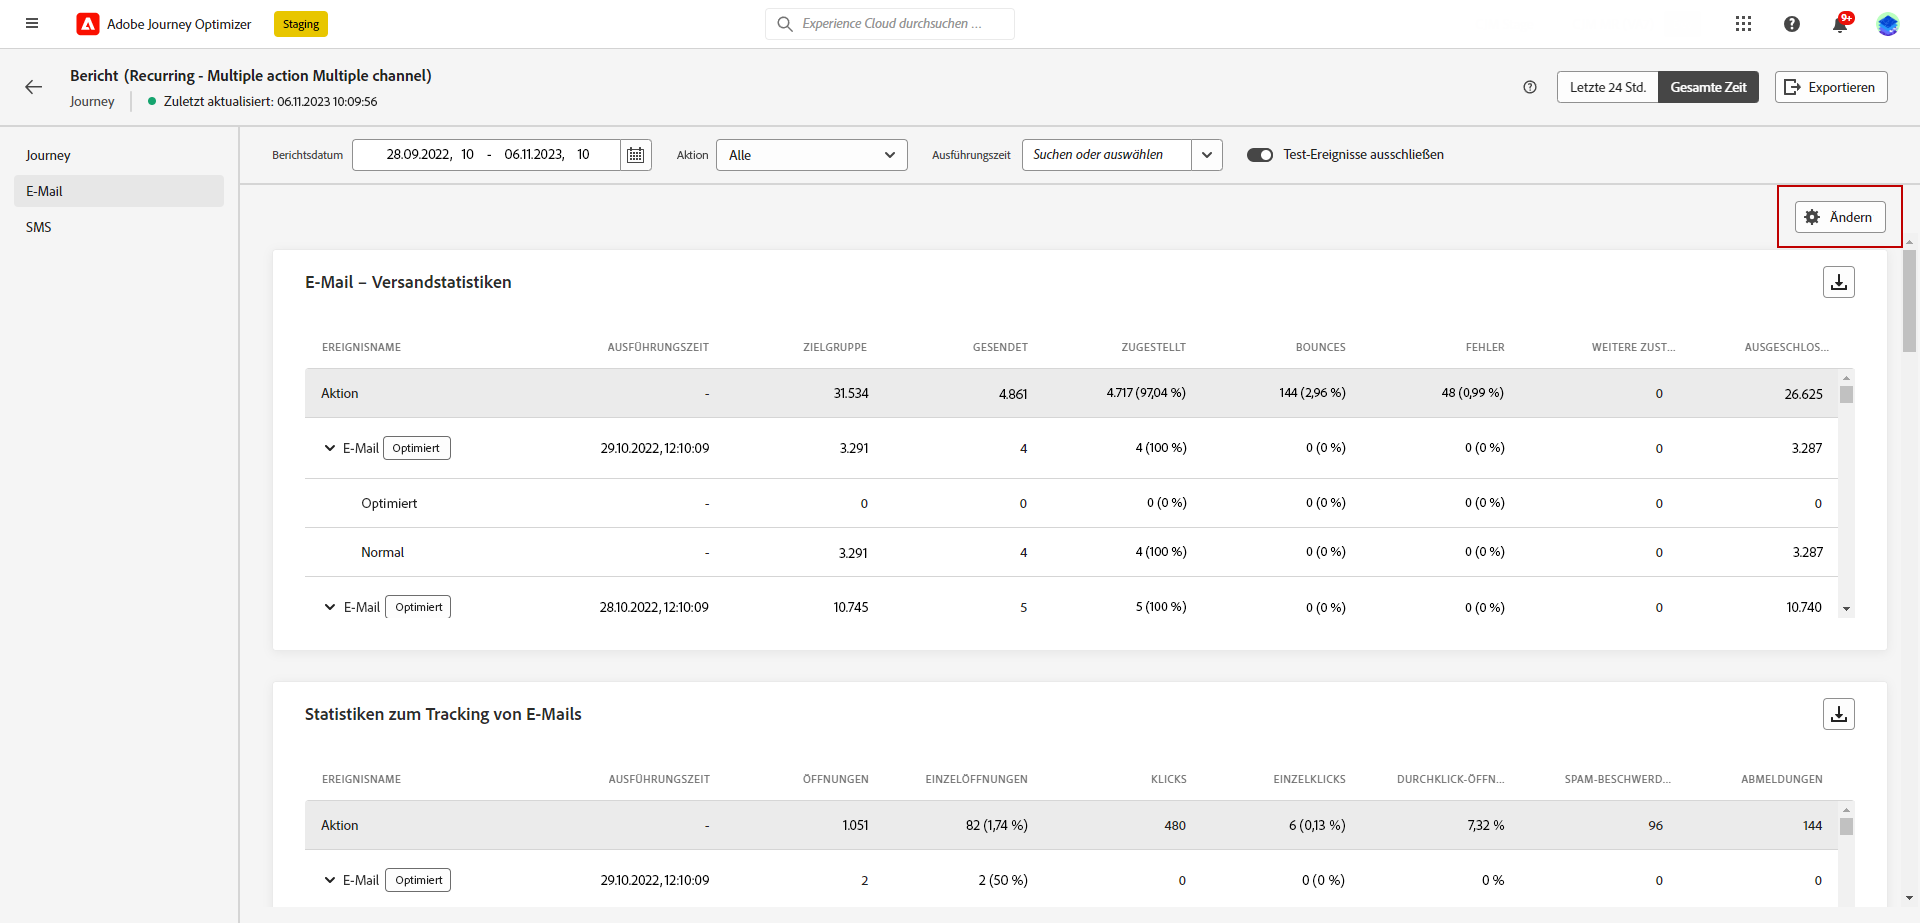 Adobe Journey Optimizer Staging Experience Cloud durchsuchen ... 9+
Bericht (Recurring - Multiple action Multiple channel)
Journey Zuletzt aktualisiert: 06.11.2023 10:09:56
Letzte 24 Std. Gesamte Zeit Exportieren
Journey
E-Mail
SMS
Berichtsdatum 28.09.2022, 10 - 06.11.2023, 10 Aktion Alle Ausführungszeit Suchen oder auswählen Test-Ereignisse ausschließen
Ändern
E-Mail – Versandstatistiken
EREIGNISNAME AUSFÜHRUNGSZEIT ZIELGRUPPE GESENDET ZUGESTELLT BOUNCES FEHLER WEITERE ZUST... AUSGESCHLOS...
Aktion - 31.534 4.861 4.717 (97,04 %) 144 (2,96 %) 48 (0,99 %) 0 26.625
E-Mail Optimiert 29.10.2022, 12:10:09 3.291 4 4 (100 %) 0 (0 %) 0 (0 %) 0 3.287
Optimiert - 0 0 0 (0 %) 0 (0 %) 0 (0 %) 0 0
Normal - 3.291 4 4 (100 %) 0 (0 %) 0 (0 %) 0 3.287
E-Mail Optimiert 28.10.2022, 12:10:09 10.745 5 5 (100 %) 0 (0 %) 0 (0 %) 0 10.740
Statistiken zum Tracking von E-Mails
EREIGNISNAME AUSFÜHRUNGSZEIT ÖFFNUNGEN EINZELÖFFNUNGEN KLICKS EINZELKLICKS DURCHKLICK-ÖFFN... SPAM-BESCHWERD... ABMELDUNGEN
Aktion - 1.051 82 (1,74 %) 480 6 (0,13 %) 7,32 % 96 144
E-Mail Optimiert 29.10.2022, 12:10:09 2 2 (50 %) 0 0 (0 %) 0 % 0 0